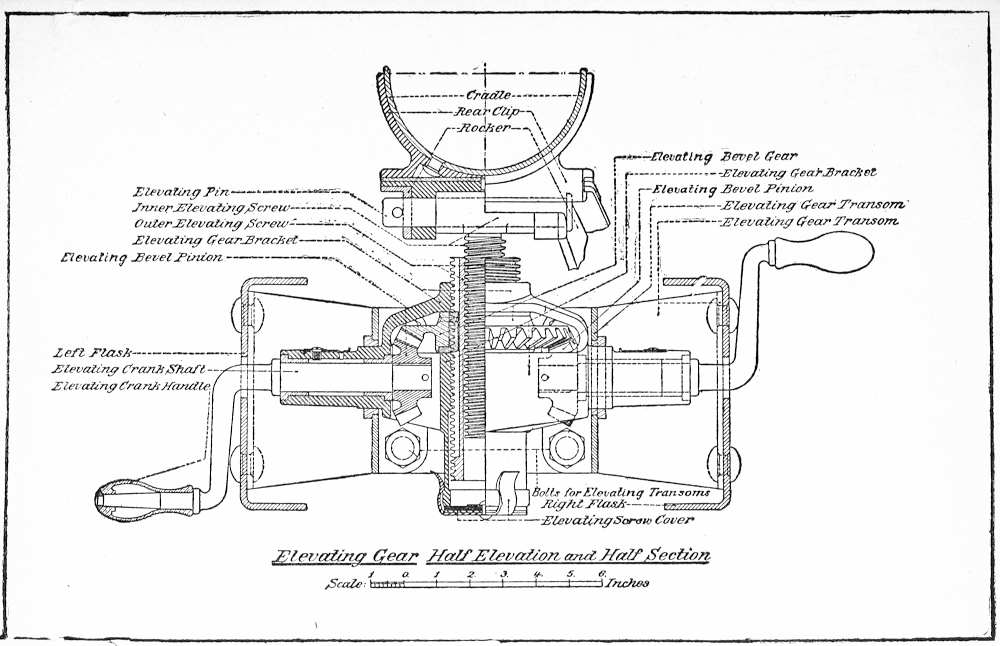 Cradle
Rear Clip
Rocker
Elevating Pin
Inner Elevating Screw
Outer Elevating Screw
Elevating Gear Bracket
Elevating Bevel Pinion
Elevating Bevel Gear
Elevating Gear Bracket
Elevating Bevel Pinion
Elevating Gear Transom
Elevating Gear Transom
Left Flask
Elevating Crank Shaft
Elevating Crank Handle
Bolts for Elevating Transoms
Right Flask
Elevating Screw Cover
Elevating Gear Half Elevation and Half Section
Scale: 1 0. 1 2. 3. 4. 5. 6. Inches